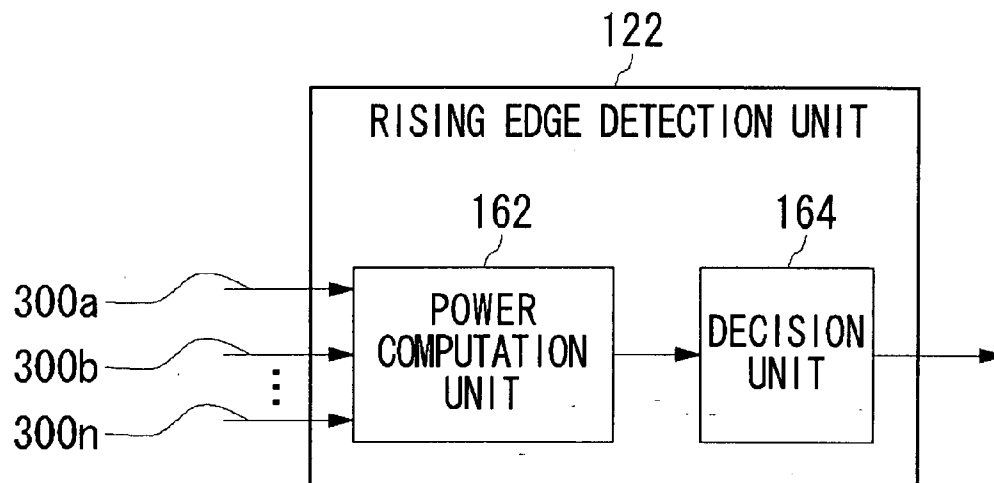 122
RISING EDGE DETECTION UNIT
162
164
300a
300b
300n
POWER
COMPUTATION
UNIT
DECISION
UNIT